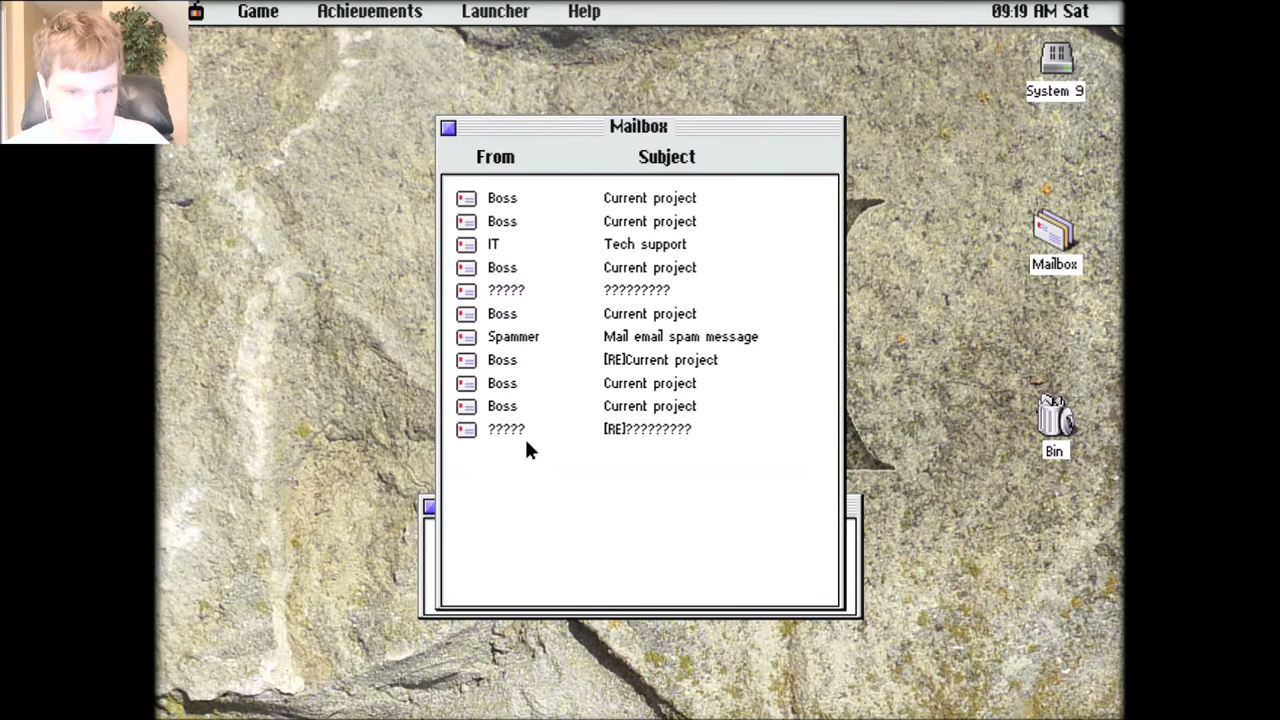 Game Achievements Launcher Help 09:19 AM Sat
System 9
Mailbox
From Subject
Boss Current project
Boss Current project
IT Tech support
Boss Current project
????? ?????????
Boss Current project
Spammer Mail email spam message
Boss [RE]Current project
Boss Current project
Boss Current project
????? [RE]?????????
Mailbox
Bin